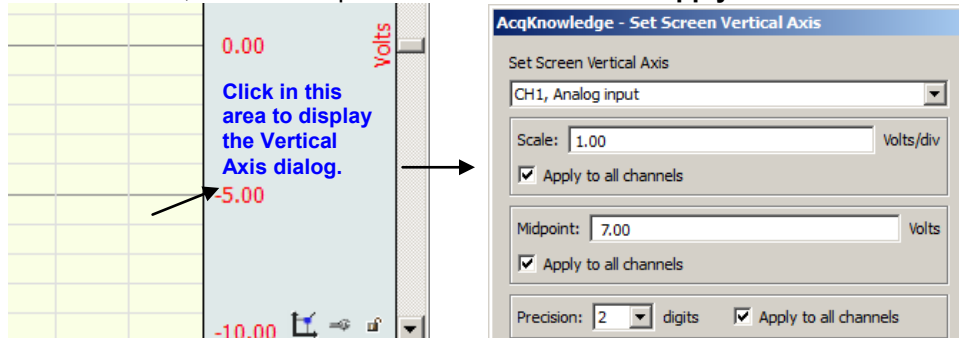 0.00
Volts
Click in this
area to display
the Vertical
Axis dialog.
-5.00
-10.00
AcqKnowledge - Set Screen Vertical Axis
Set Screen Vertical Axis
CH1, Analog input
Scale: 1.00 Volts/div
Apply to all channels
Midpoint: 7.00 Volts
Apply to all channels
Precision: 2 digits Apply to all channels